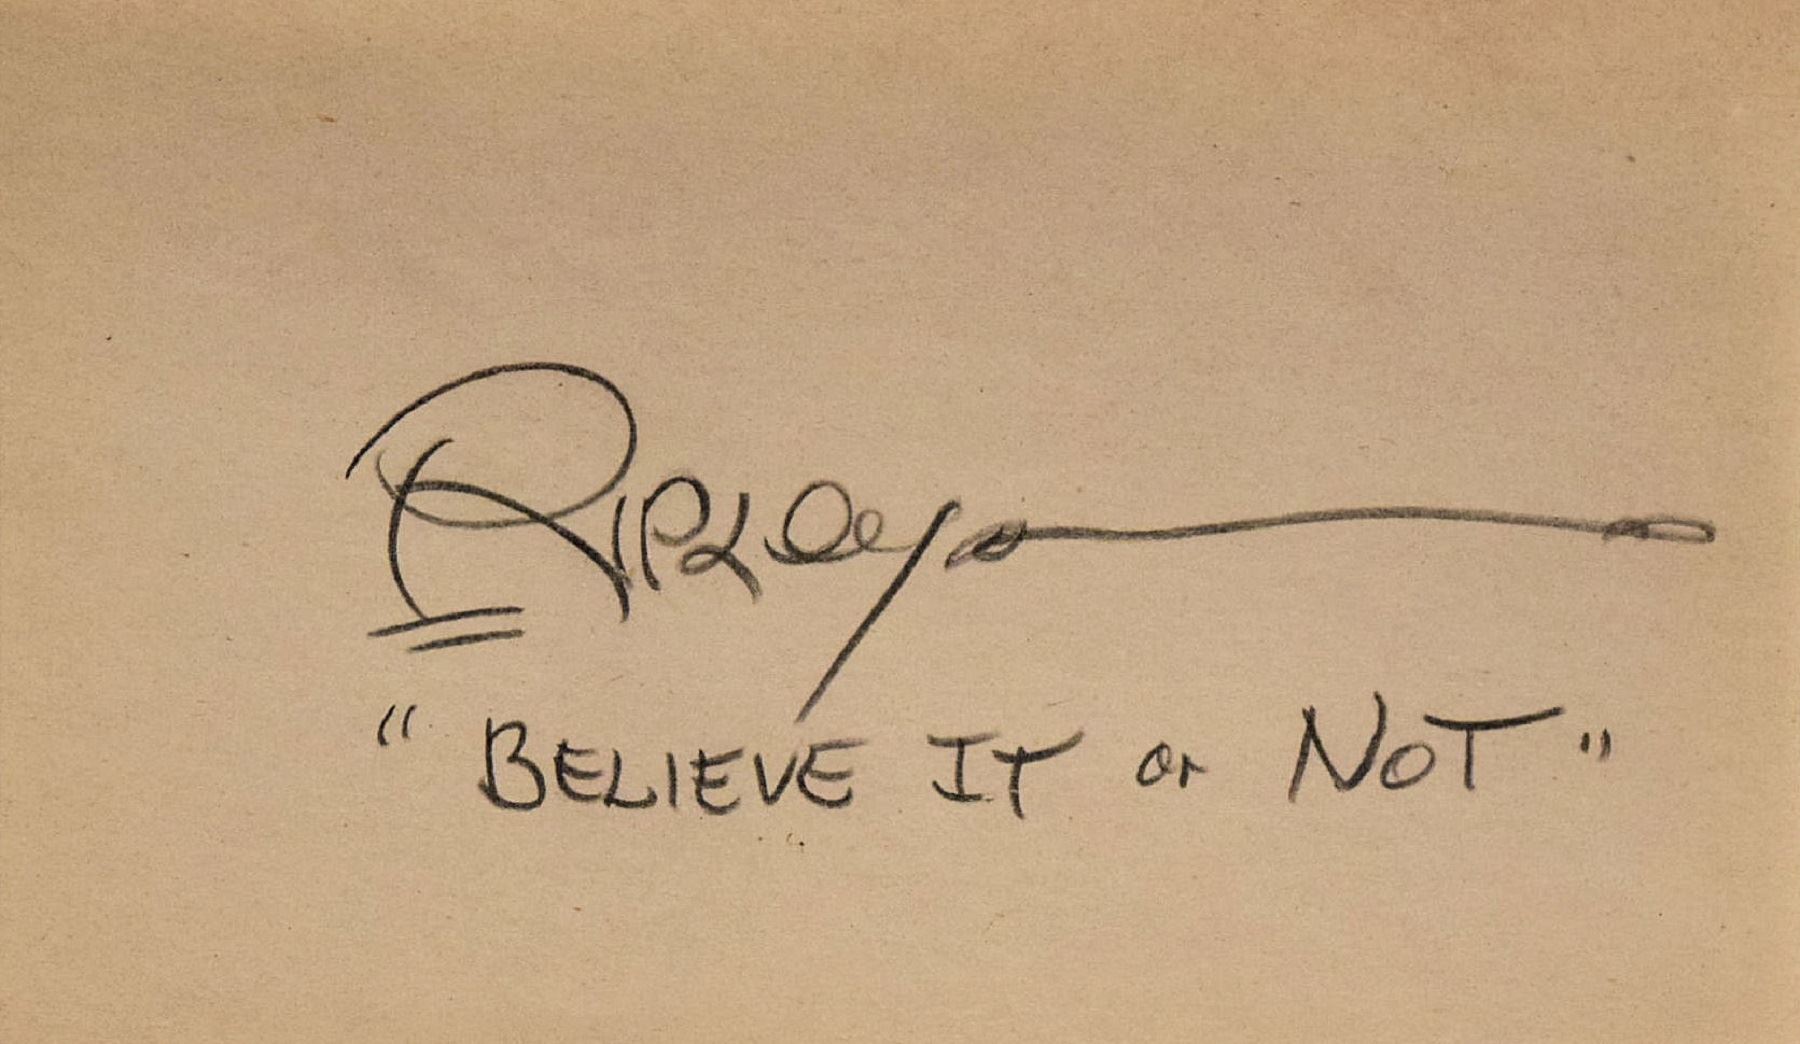 RIPLey
" BELIEVE IT or NOT "